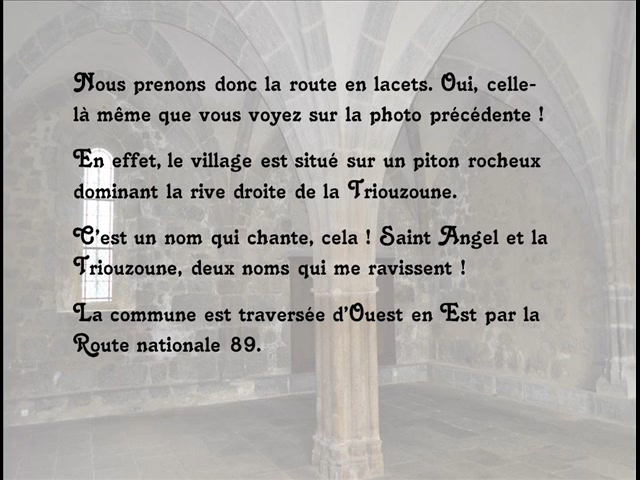 Nous prenons donc la route en lacets. Oui, celle-
là même que vous voyez sur la photo précédente !
En effet, le village est situé sur un piton rocheux
dominant la rive droite de la Triouzoune.
C'est un nom qui chante, cela ! Saint Angel et la
Triouzoune, deux noms qui me ravissent !
La commune est traversée d'Ouest en Est par la
Route nationale 89.